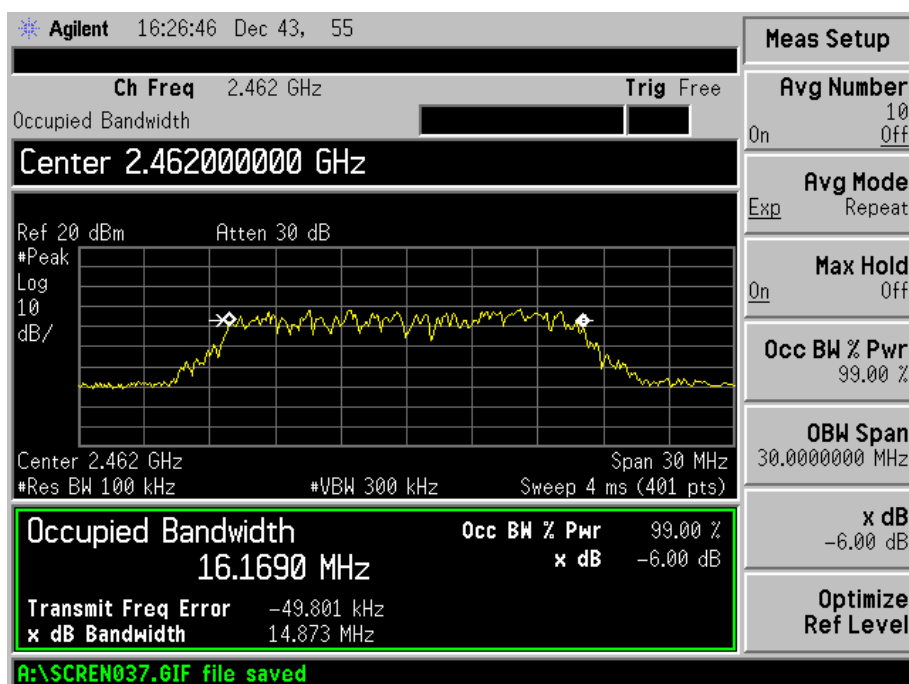 Agilent 16:26:46 Dec 43, 55
Ch Freq 2.462 GHz Trig Free
Occupied Bandwidth
Center 2.462000000 GHz
Ref 20 dBm Atten 30 dB
#Peak
Log
10
dB/
Center 2.462 GHz Span 30 MHz
#Res BW 100 kHz #VBW 300 kHz Sweep 4 ms (401 pts)
Occupied Bandwidth Occ BW % Pwr 99.00 %
16.1690 MHz x dB -6.00 dB
Transmit Freq Error -49.801 kHz
x dB Bandwidth 14.873 MHz
A:\SCREN037.GIF file saved
Meas Setup
Avg Number
10
On Off
Avg Mode
Exp Repeat
Max Hold
On Off
Occ BW % Pwr
99.00 %
OBW Span
30.0000000 MHz
x dB
-6.00 dB
Optimize
Ref Level